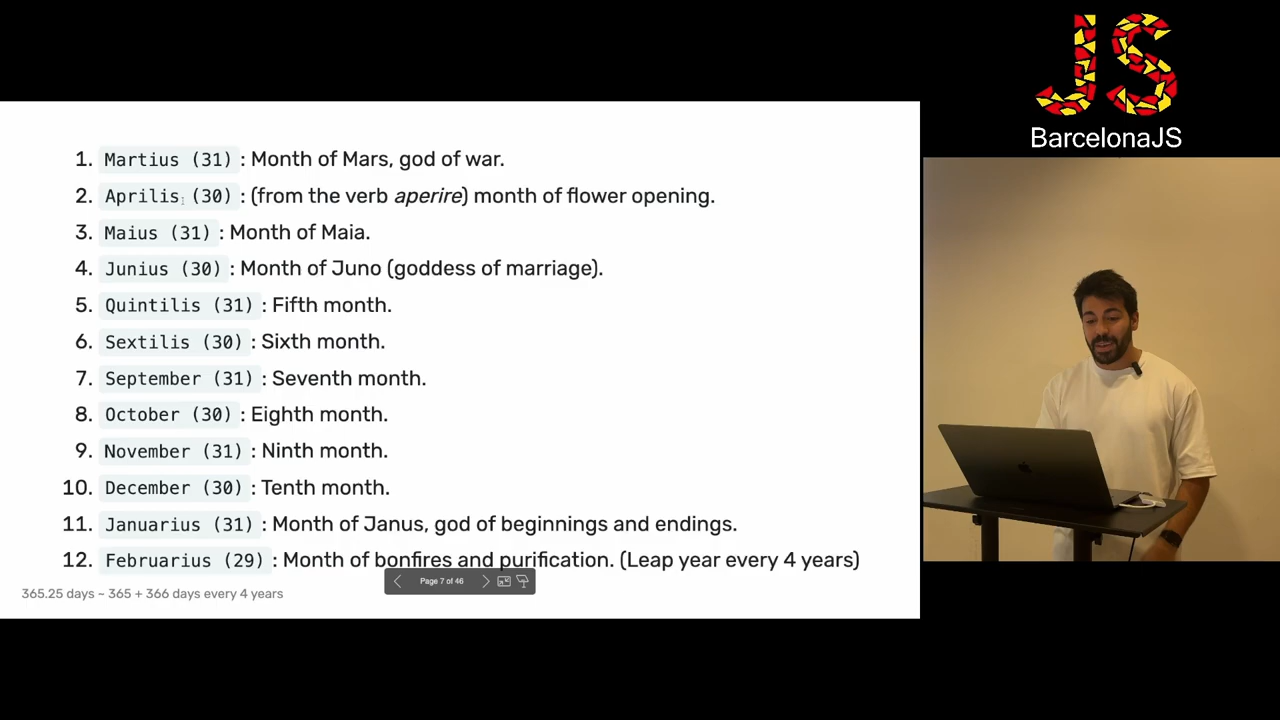 JS
BarcelonaJS
1. Martius (31) : Month of Mars, god of war.
2. Aprilis (30) : (from the verb aperire) month of flower opening.
3. Maius (31) : Month of Maia.
4. Junius (30) : Month of Juno (goddess of marriage).
5. Quintilis (31) : Fifth month.
6. Sextilis (30) : Sixth month.
7. September (31) : Seventh month.
8. October (30) : Eighth month.
9. November (31) : Ninth month.
10. December (30) : Tenth month.
11. Januarius (31) : Month of Janus, god of beginnings and endings.
12. Februarius (29) : Month of bonfires and purification. (Leap year every 4 years)
Page 7 of 46
365.25 days ~ 365 + 366 days every 4 years